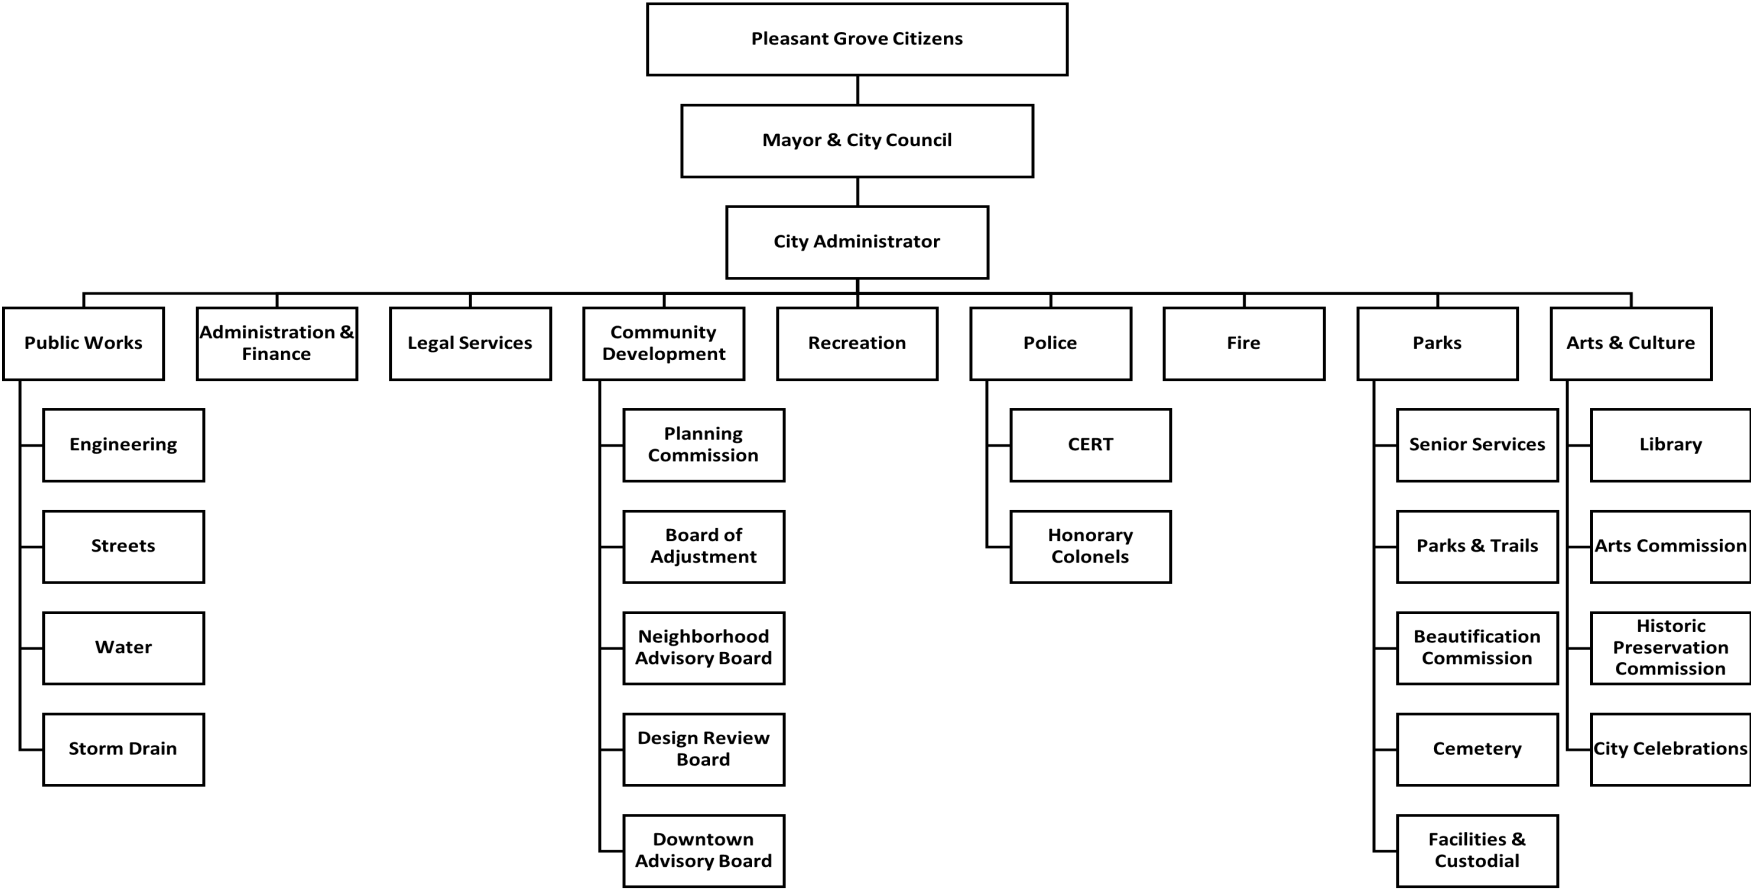 Pleasant Grove Citizens
Mayor & City Council
City Administrator
Public Works
Administration &
Finance
Legal Services
Community
Development
Recreation
Police
Fire
Parks
Arts & Culture
Engineering
Streets
Water
Storm Drain
Planning
Commission
Board of
Adjustment
Neighborhood
Advisory Board
Design Review
Board
Downtown
Advisory Board
CERT
Honorary
Colonels
Senior Services
Parks & Trails
Beautification
Commission
Cemetery
Facilities &
Custodial
Library
Arts Commission
Historic
Preservation
Commission
City Celebrations